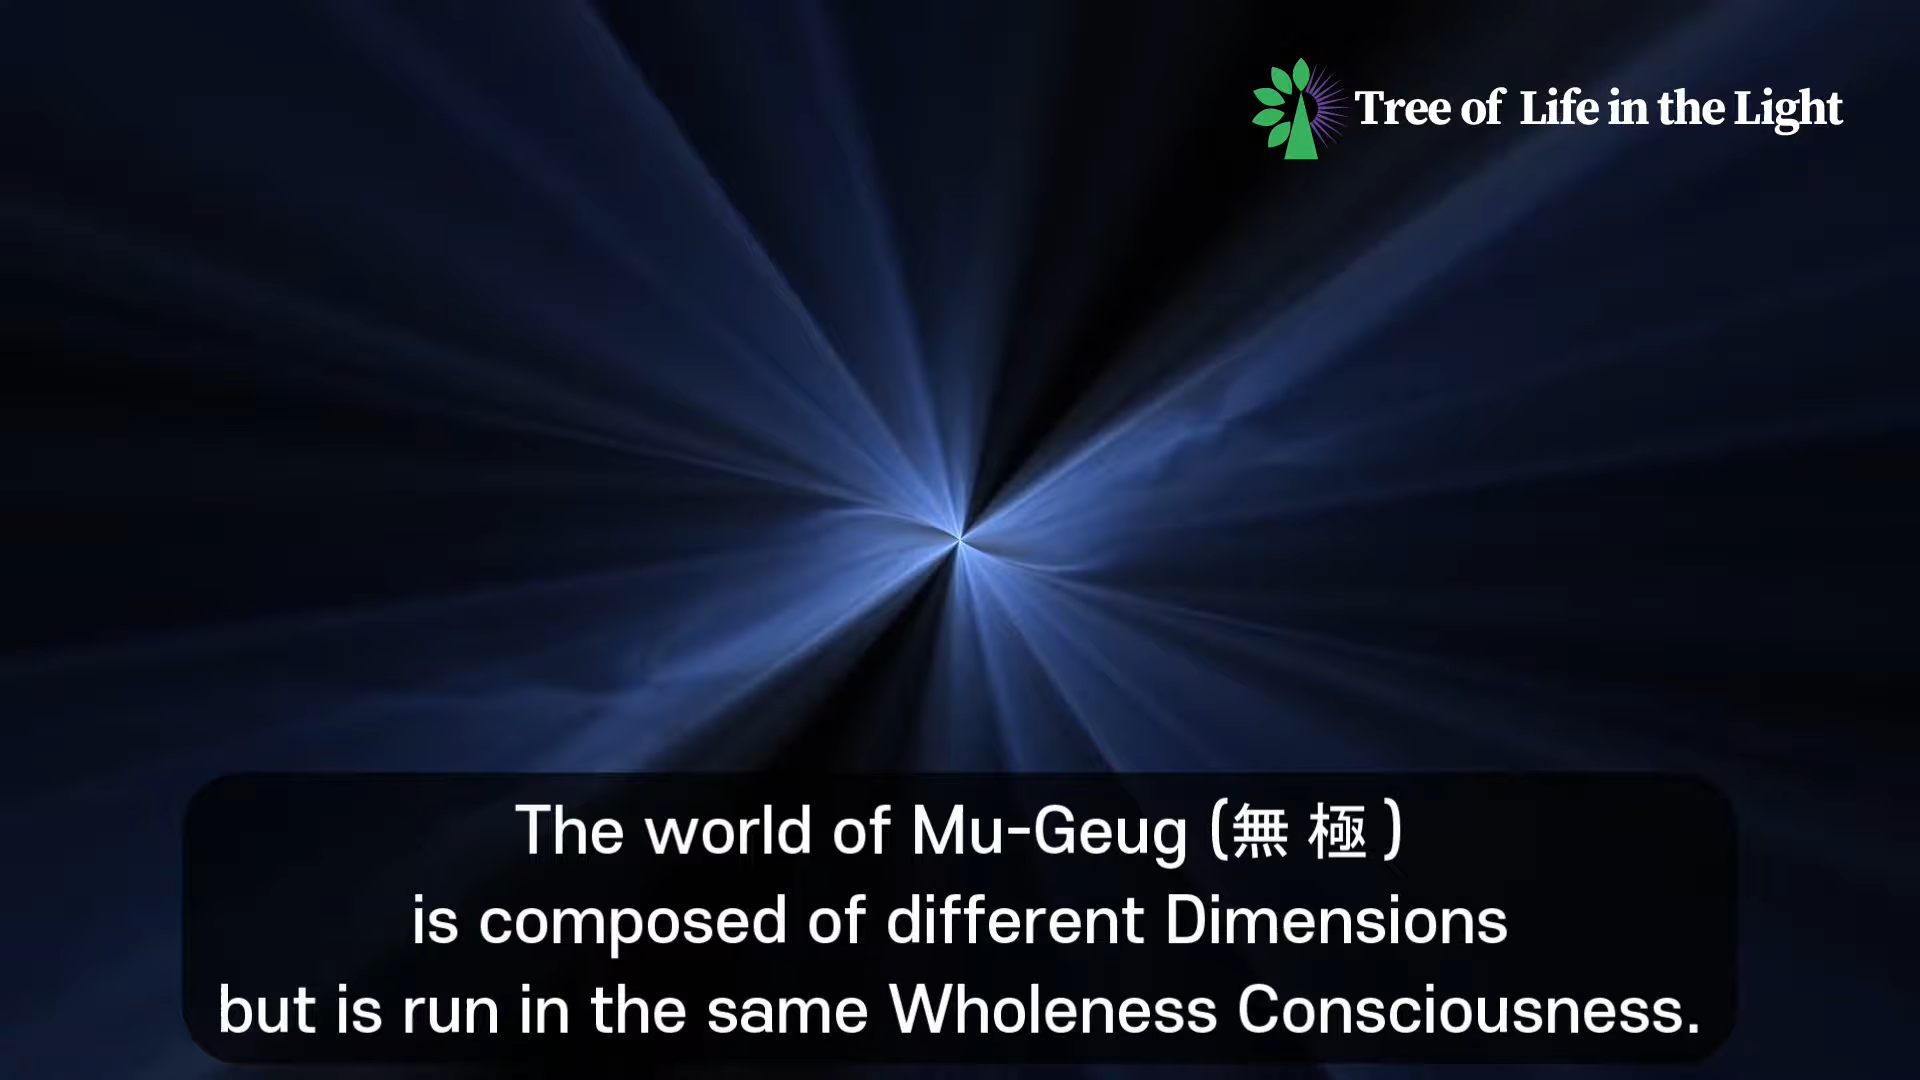 Tree of Life in the Light
The world of Mu-Geug (無 極 )
is composed of different Dimensions
but is run in the same Wholeness Consciousness.